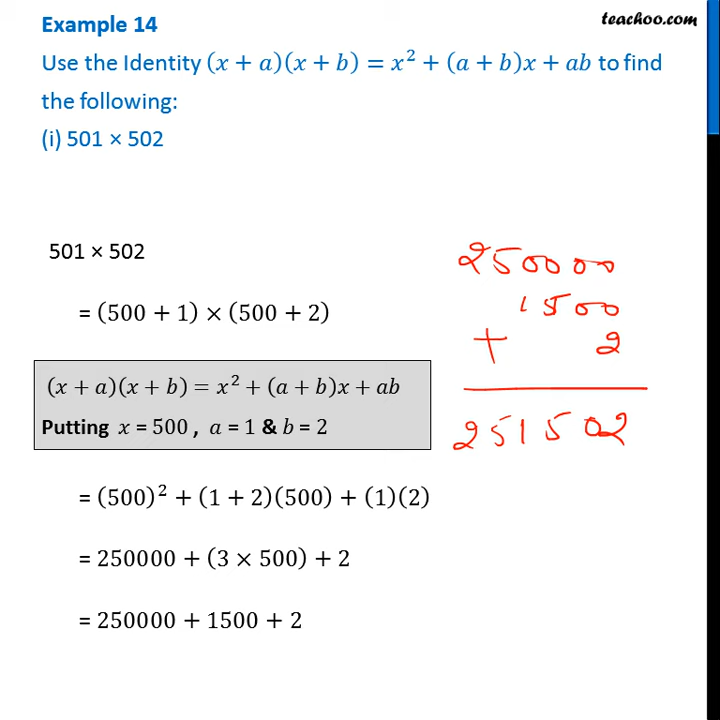 teachoo.com
Example 14
Use the Identity (𝑥 + 𝑎)(𝑥 + 𝑏) = 𝑥² + (𝑎 + 𝑏)𝑥 + 𝑎𝑏 to find
the following:
(i) 501 × 502
501 × 502
= (500 + 1) × (500 + 2)
(𝑥 + 𝑎)(𝑥 + 𝑏) = 𝑥² + (𝑎 + 𝑏)𝑥 + 𝑎𝑏
Putting 𝑥 = 500 , 𝑎 = 1 & 𝑏 = 2
= (500)² + (1 + 2)(500) + (1)(2)
= 250000 + (3 × 500) + 2
= 250000 + 1500 + 2
250000
1500
+ 2
251502